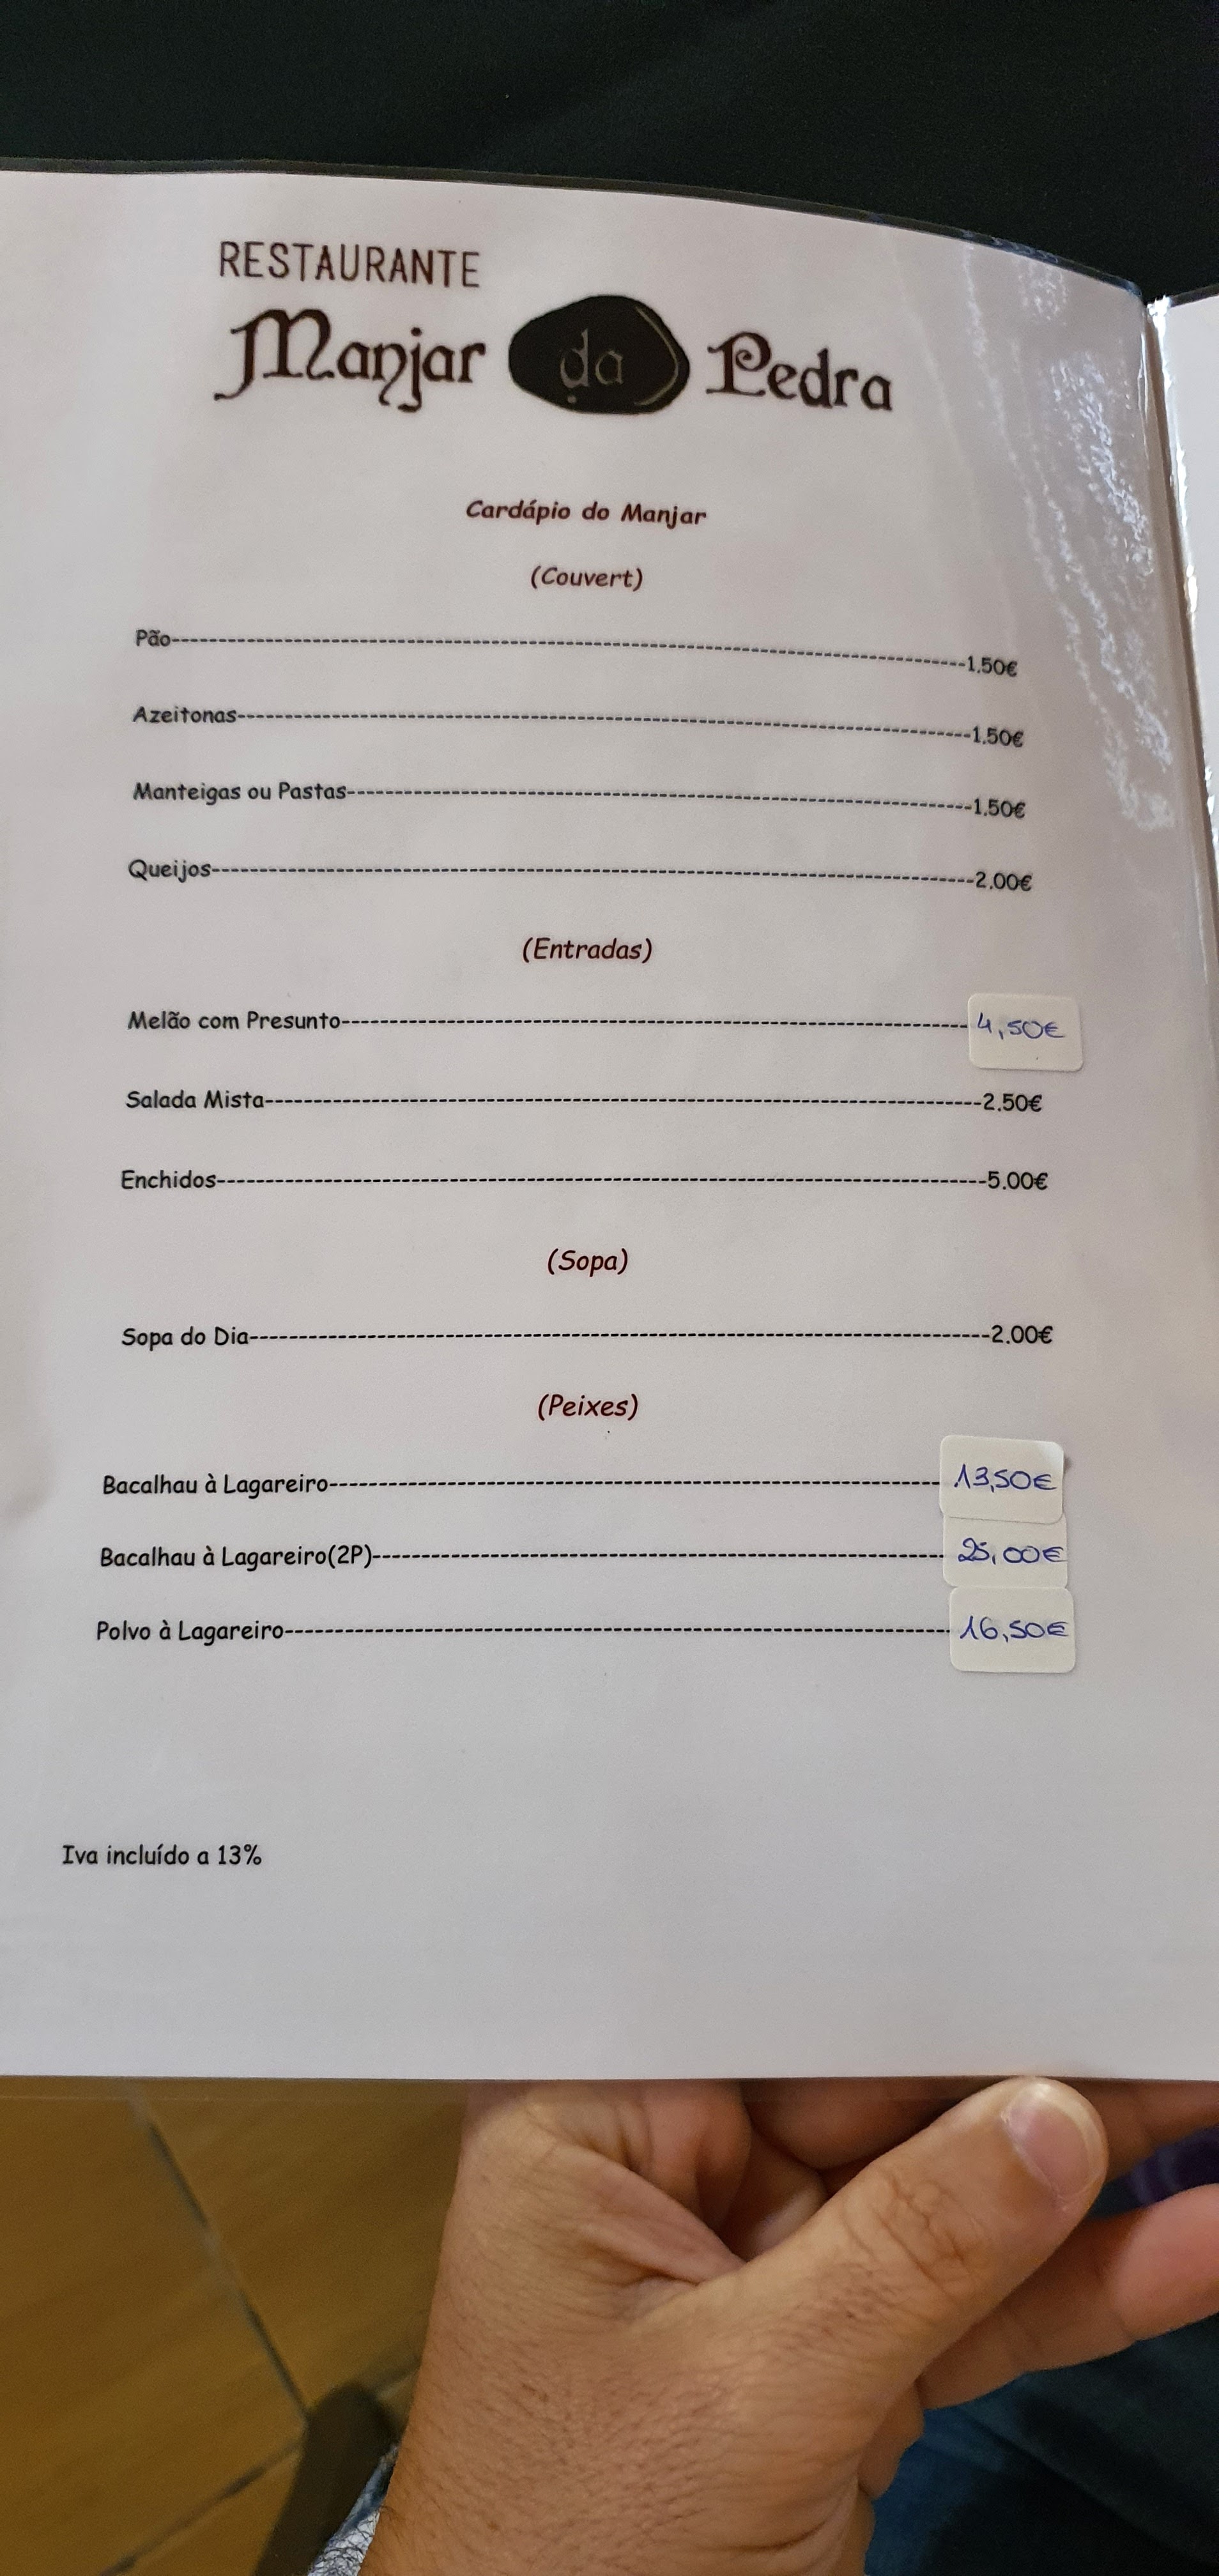 RESTAURANTE
Manjar da Pedra
Cardápio do Manjar
(Couvert)
Pão 1.50€
Azeitonas 1.50€
Manteigas ou Pastas 1.50€
Queijos 2.00€
(Entradas)
Melão com Presunto 4,50€
Salada Mista 2.50€
Enchidos 5.00€
(Sopa)
Sopa do Dia 2.00€
(Peixes)
Bacalhau à Lagareiro 13,50€
Bacalhau à Lagareiro(2P) 25,00€
Polvo à Lagareiro 16,50€
Iva incluído a 13%